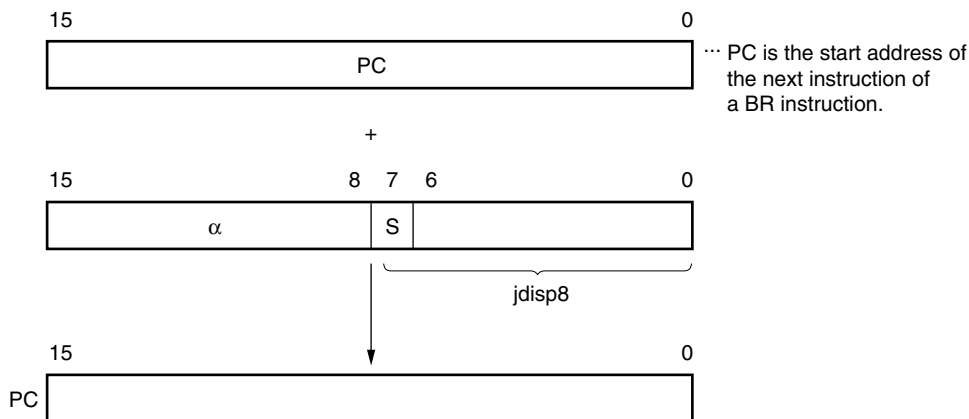 15 0
PC
... PC is the start address of
the next instruction of
a BR instruction.
+
15 8 7 6 0
α S
jdisp8
15 0
PC